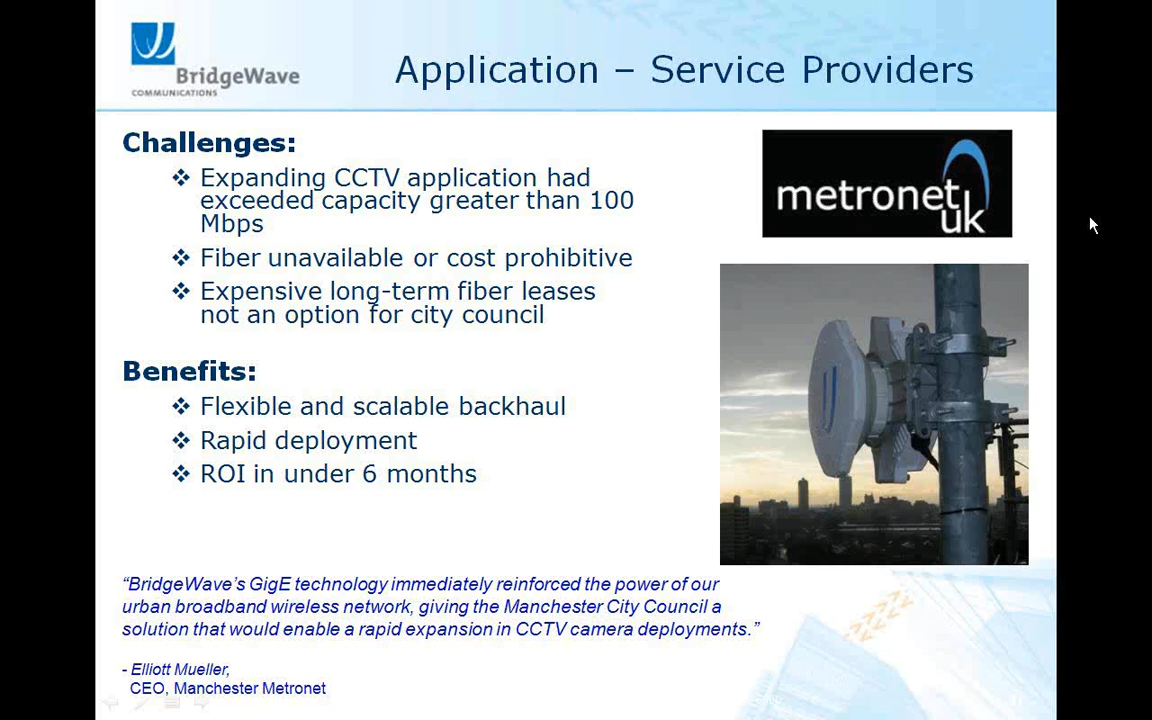 BridgeWave
COMMUNICATIONS
Application – Service Providers
Challenges:
❖ Expanding CCTV application had
exceeded capacity greater than 100
Mbps
❖ Fiber unavailable or cost prohibitive
❖ Expensive long-term fiber leases
not an option for city council
metronet
uk
Benefits:
❖ Flexible and scalable backhaul
❖ Rapid deployment
❖ ROI in under 6 months
“BridgeWave’s GigE technology immediately reinforced the power of our
urban broadband wireless network, giving the Manchester City Council a
solution that would enable a rapid expansion in CCTV camera deployments.”
- Elliott Mueller,
CEO, Manchester Metronet